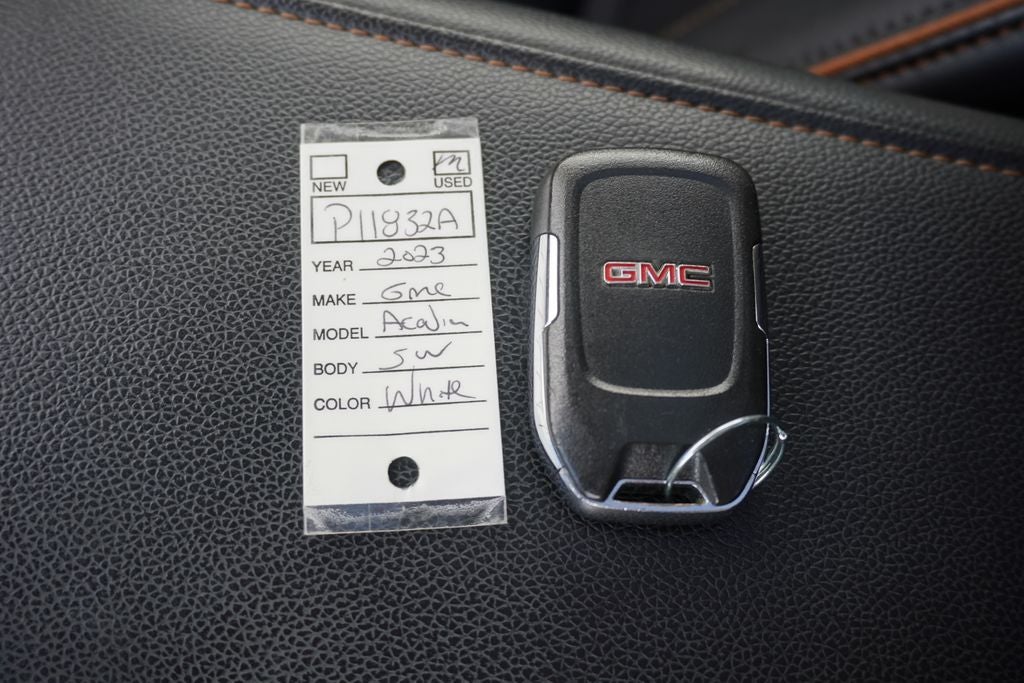 NEW USED
P11832A
YEAR 2023
MAKE GMC
MODEL Acadia
BODY SW
COLOR White
GMC